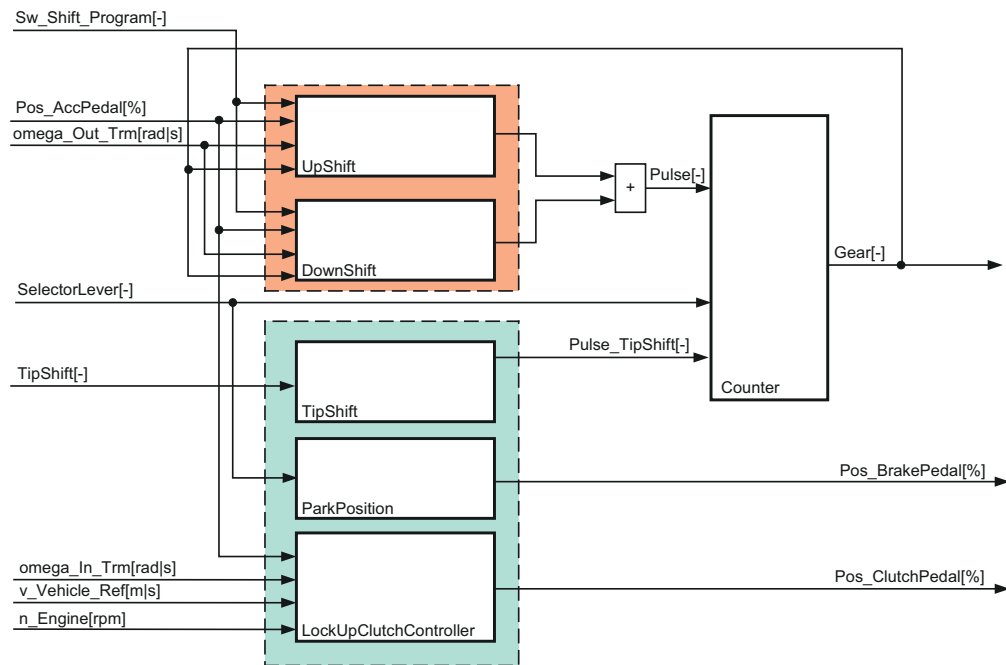 Sw_Shift_Program[-]
Pos_AccPedal[%]
omega_Out_Trm[rad|s]
UpShift
+
Pulse[-]
DownShift
Gear[-]
SelectorLever[-]
Pulse_TipShift[-]
TipShift[-]
TipShift
Counter
Pos_BrakePedal[%]
ParkPosition
omega_In_Trm[rad|s]
Pos_ClutchPedal[%]
v_Vehicle_Ref[m|s]
n_Engine[rpm]
LockUpClutchController